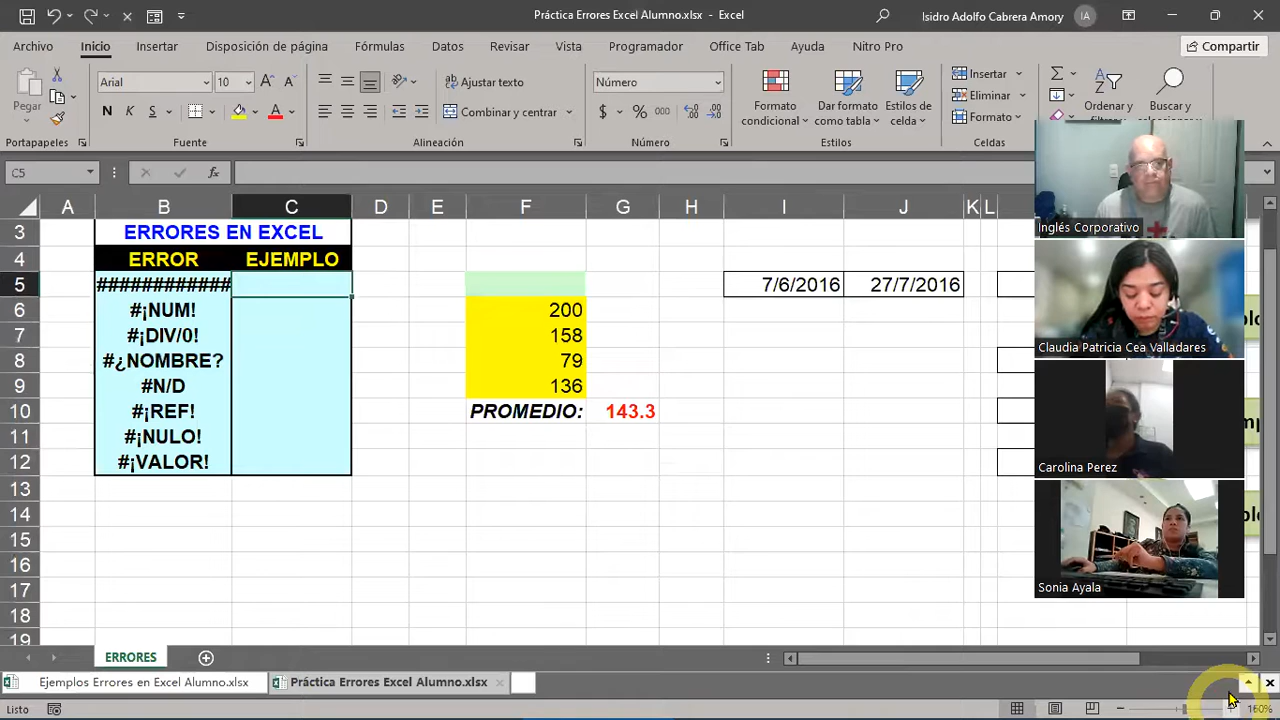 Práctica Errores Excel Alumno.xlsx - Excel
Isidro Adolfo Cabrera Amory
IA
Archivo Inicio Insertar Disposición de página Fórmulas Datos Revisar Vista Programador Office Tab Ayuda Nitro Pro
Compartir
Pegar
Arial 10
N K S
Ajustar texto
Combinar y centrar
Número
$ % 000
Formato condicional
Dar formato como tabla
Estilos de celda
Insertar
Eliminar
Formato
Ordenar y
Buscar y
Portapapeles Fuente Alineación Número Estilos Celdas
C5
fx
A B C D E F G H I J K L
3 ERRORES EN EXCEL
4 ERROR EJEMPLO
5 ############ 7/6/2016 27/7/2016
6 #¡NUM! 200
7 #¡DIV/0! 158
8 #¿NOMBRE? 79
9 #N/D 136
10 #¡REF! PROMEDIO: 143.3
11 #¡NULO!
12 #¡VALOR!
13
14
15
16
17
18
19
Inglés Corporativo
Claudia Patricia Cea Valladares
Carolina Perez
Sonia Ayala
ERRORES
Ejemplos Errores en Excel Alumno.xlsx
Práctica Errores Excel Alumno.xlsx
Listo
160%